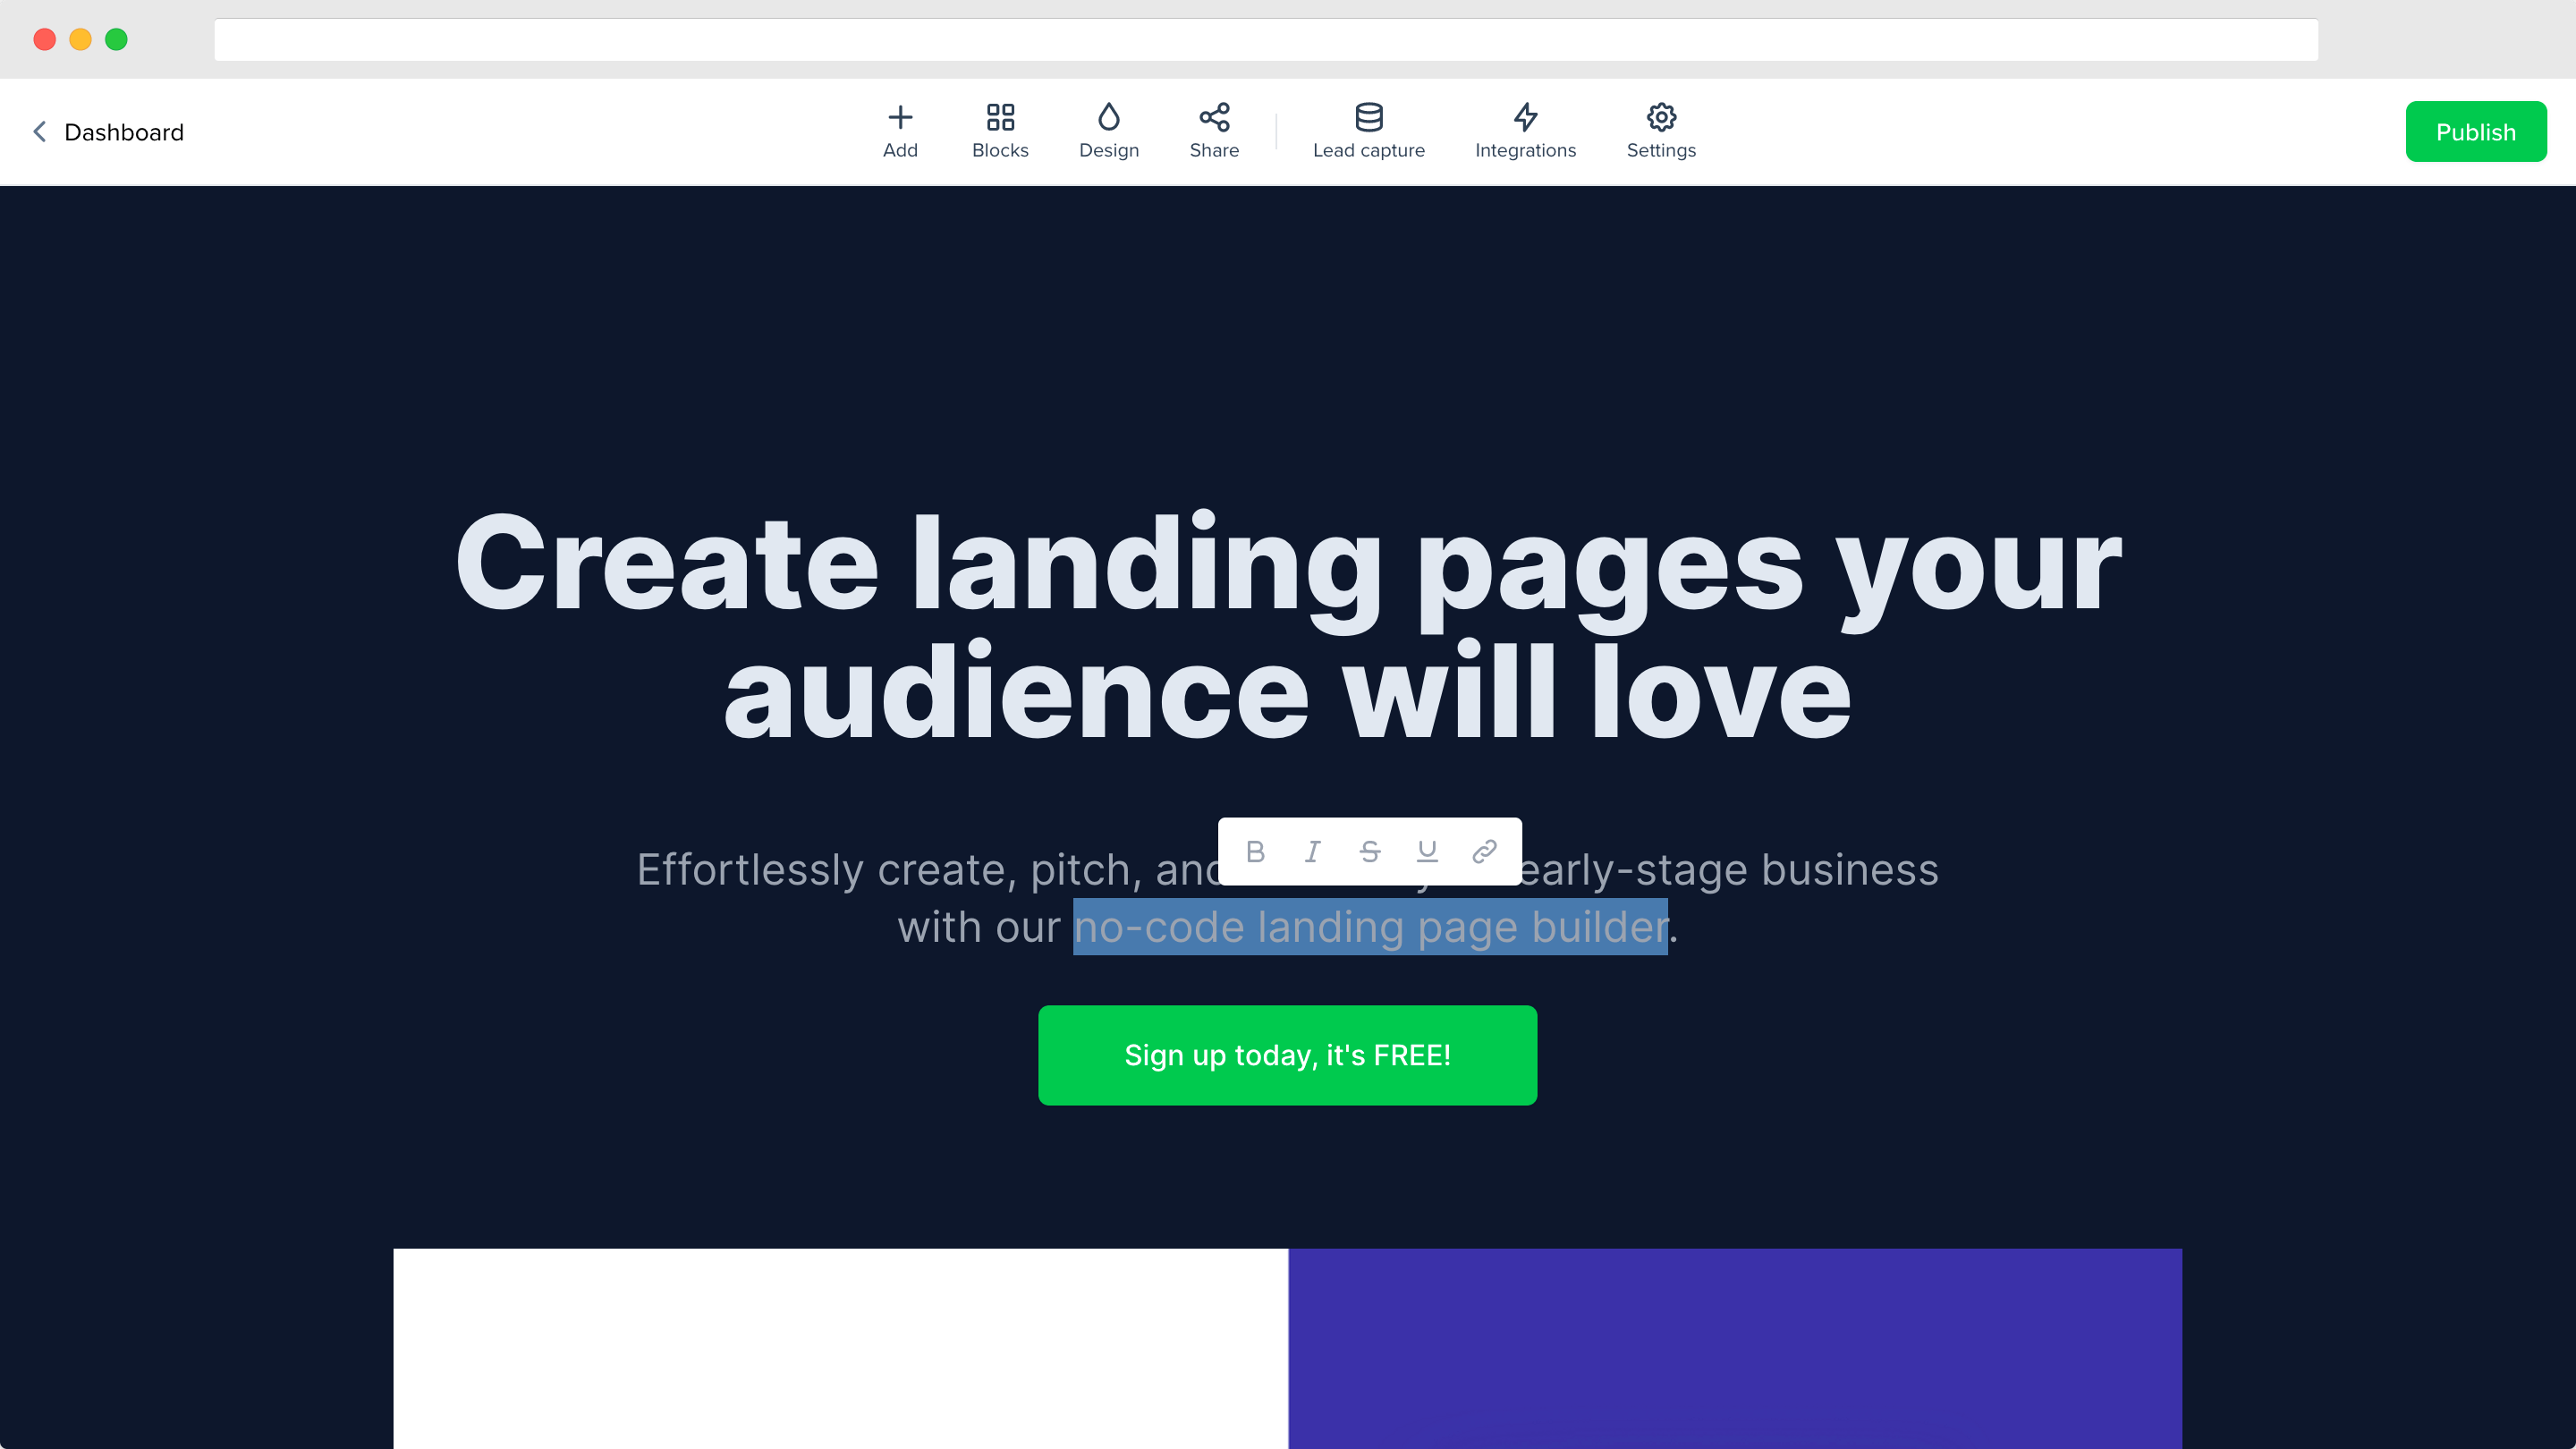 Dashboard
Add
Blocks
Design
Share
Lead capture
Integrations
Settings
Publish
Create landing pages your
audience will love
B I S U
Effortlessly create, pitch, and early-stage business
with our no-code landing page builder.
Sign up today, it's FREE!